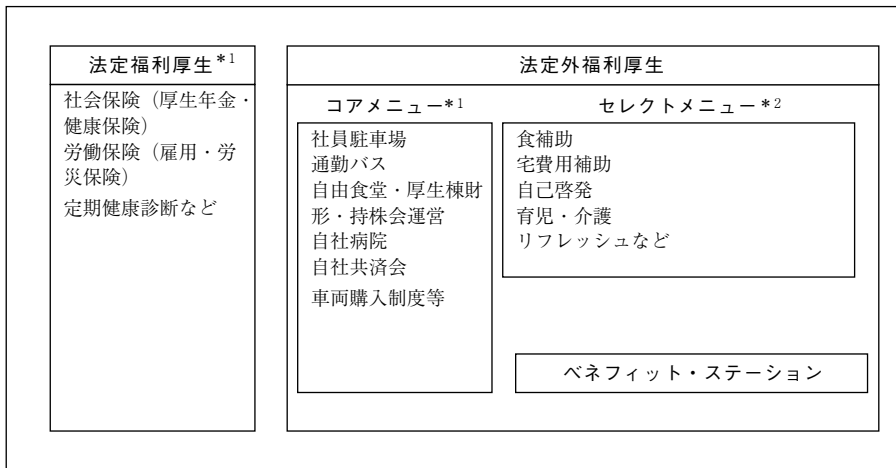 法定福利厚生*1
社会保険（厚生年金・
健康保険）
労働保険（雇用・労
災保険）
定期健康診断など
法定外福利厚生
コアメニュー*1
社員駐車場
通勤バス
自由食堂・厚生棟財
形・持株会運営
自社病院
自社共済会
車両購入制度等
セレクトメニュー*2
食補助
宅費用補助
自己啓発
育児・介護
リフレッシュなど
ベネフィット・ステーション